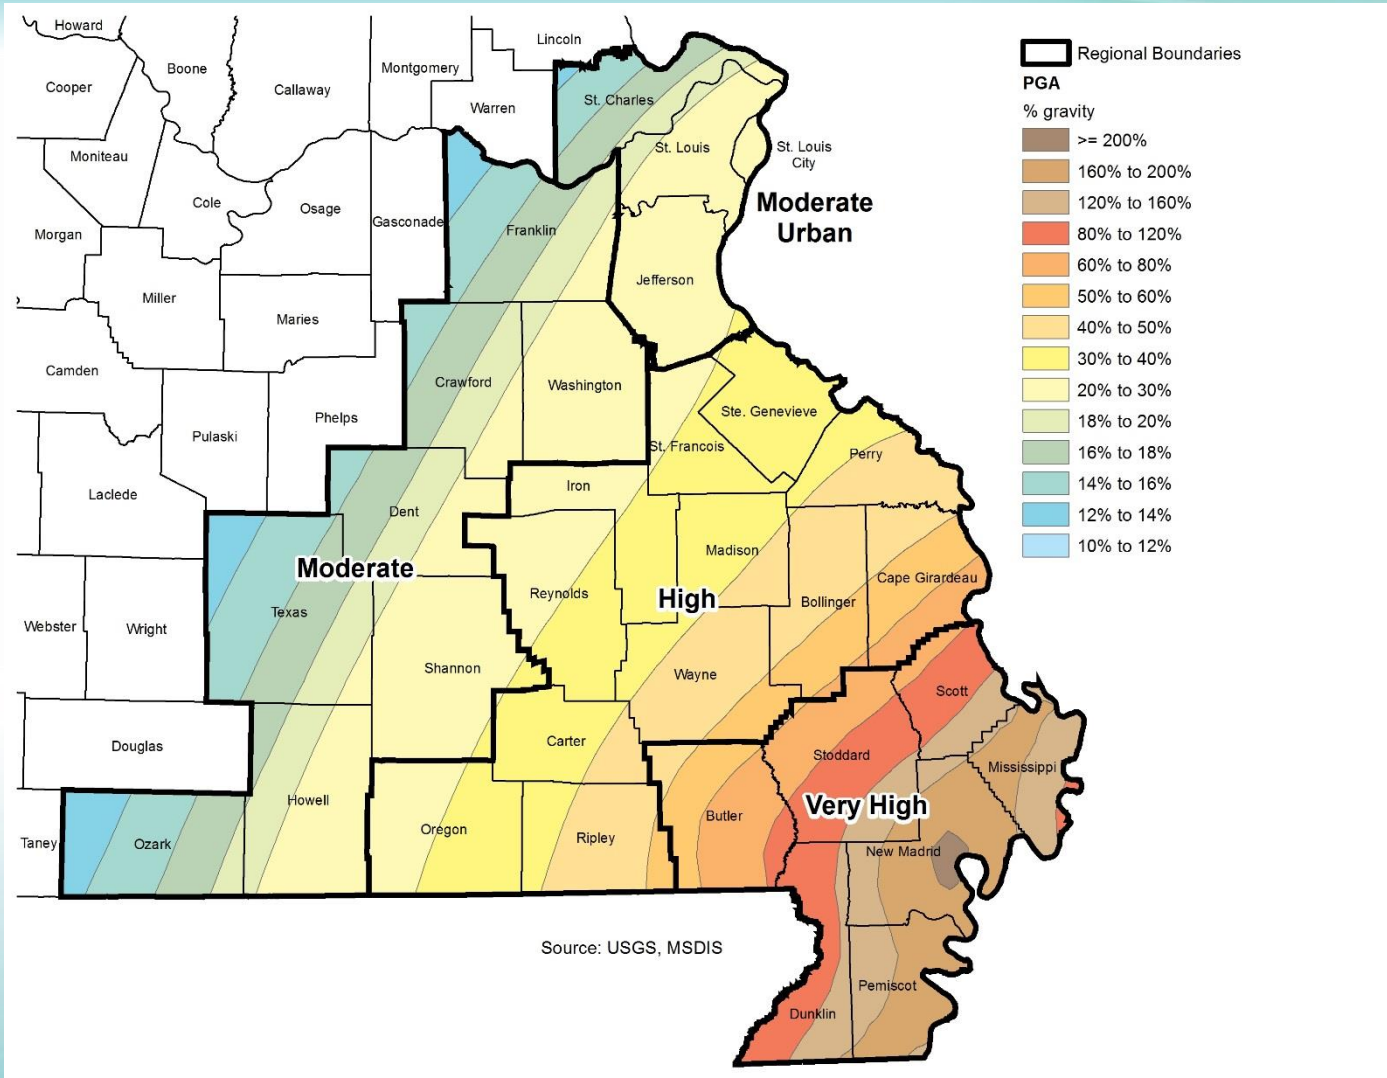 Howard
Lincoln
Boone
Montgomery
Cooper
Callaway
St. Charles
Warren
Moniteau
St. Louis
St. Louis
City
Cole
Osage
Gasconade
Franklin
Moderate
Urban
Morgan
Jefferson
Miller
Maries
Camden
Crawford
Washington
Phelps
Ste. Genevieve
Pulaski
St. Francois
Perry
Laclede
Iron
Dent
Madison
Moderate
Cape Girardeau
Reynolds
High
Bollinger
Texas
Webster
Wright
Shannon
Wayne
Scott
Douglas
Carter
Stoddard
Mississippi
Howell
Very High
Butler
Oregon
Ripley
Taney
Ozark
New Madrid
Source: USGS, MSDIS
Pemiscot
Dunklin
Regional Boundaries
PGA
% gravity
>= 200%
160% to 200%
120% to 160%
80% to 120%
60% to 80%
50% to 60%
40% to 50%
30% to 40%
20% to 30%
18% to 20%
16% to 18%
14% to 16%
12% to 14%
10% to 12%